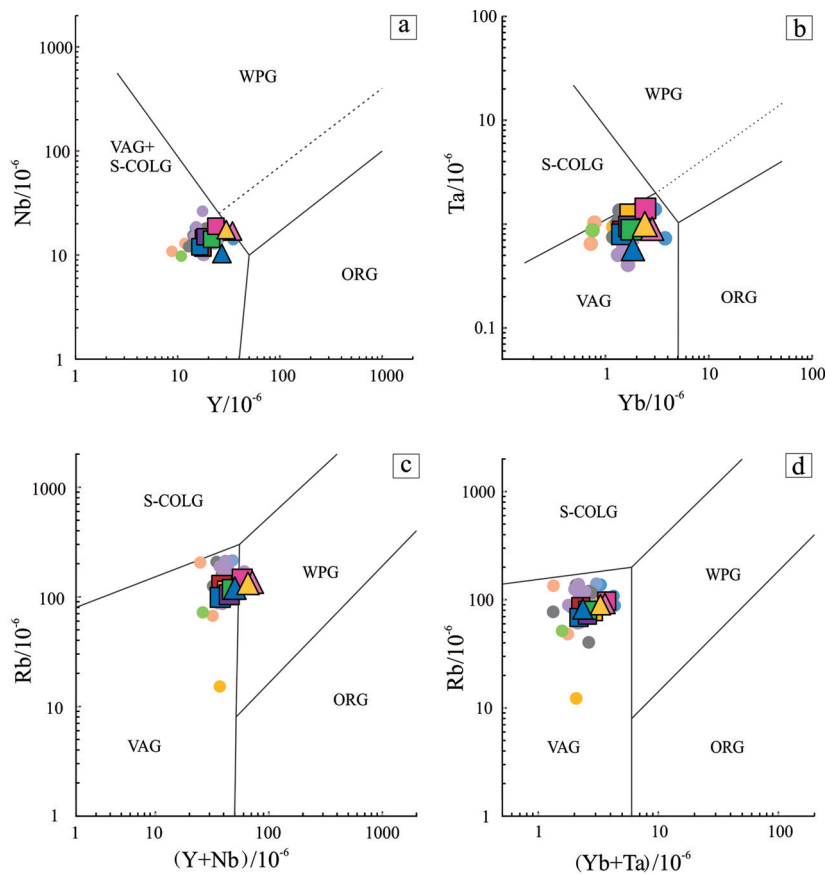 a
1000
100
10
1
Nb/10⁻⁶
WPG
VAG+
S-COLG
ORG
1
10
100
1000
Y/10⁻⁶
b
100
10
1
0.1
Ta/10⁻⁶
WPG
S-COLG
VAG
ORG
1
10
100
Yb/10⁻⁶
c
1000
100
10
1
Rb/10⁻⁶
S-COLG
WPG
VAG
ORG
1
10
100
1000
(Y+Nb)/10⁻⁶
d
1000
100
10
1
Rb/10⁻⁶
S-COLG
WPG
VAG
ORG
1
10
100
(Yb+Ta)/10⁻⁶